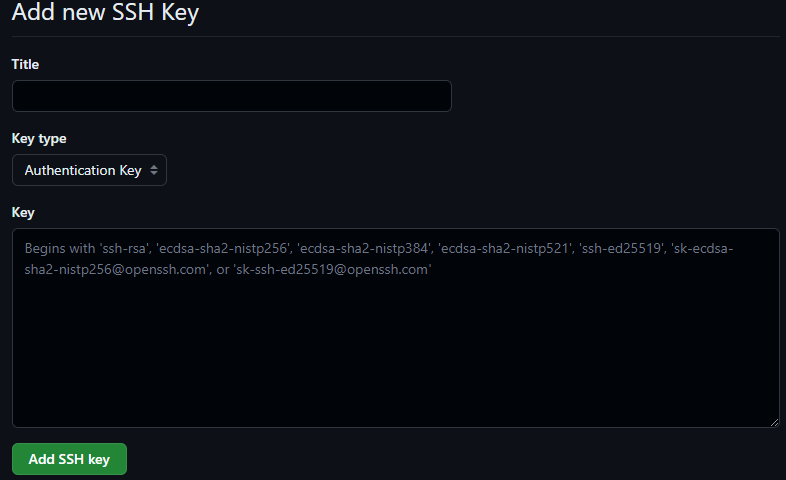 Add new SSH Key
Title
Key type
Authentication Key
Key
Begins with 'ssh-rsa', 'ecdsa-sha2-nistp256', 'ecdsa-sha2-nistp384', 'ecdsa-sha2-nistp521', 'ssh-ed25519', 'sk-ecdsa-
sha2-nistp256@openssh.com', or 'sk-ssh-ed25519@openssh.com'
Add SSH key